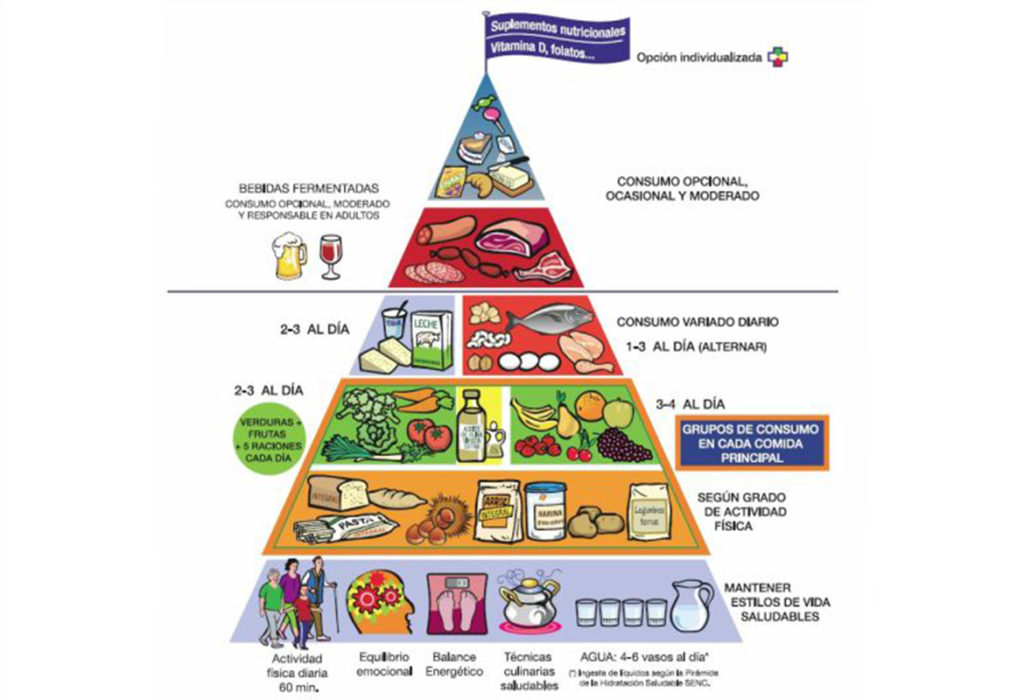 Suplementos nutricionales
Vitamina D, folatos...
Opción individualizada
BEBIDAS FERMENTADAS
CONSUMO OPCIONAL, MODERADO
Y RESPONSABLE EN ADULTOS
CONSUMO OPCIONAL,
OCASIONAL Y MODERADO
2-3 AL DÍA
LECHE
CONSUMO VARIADO DIARIO
1-3 AL DÍA (ALTERNAR)
2-3 AL DÍA
VERDURAS +
FRUTAS
+ 5 RACIONES
CADA DÍA
3-4 AL DÍA
GRUPOS DE CONSUMO
EN CADA COMIDA
PRINCIPAL
INTEGRAL
PASTA
INTEGRAL
ARROZ
INTEGRAL
HARINA
Legumbres
tiernas
SEGÚN GRADO
DE ACTIVIDAD
FÍSICA
MANTENER
ESTILOS DE VIDA
SALUDABLES
Actividad
física diaria
60 min.
Equilibrio
emocional
Balance
Energético
Técnicas
culinarias
saludables
AGUA: 4-6 vasos al día*
(*) Ingesta de líquidos según la Pirámide
de la Hidratación Saludable SENC.